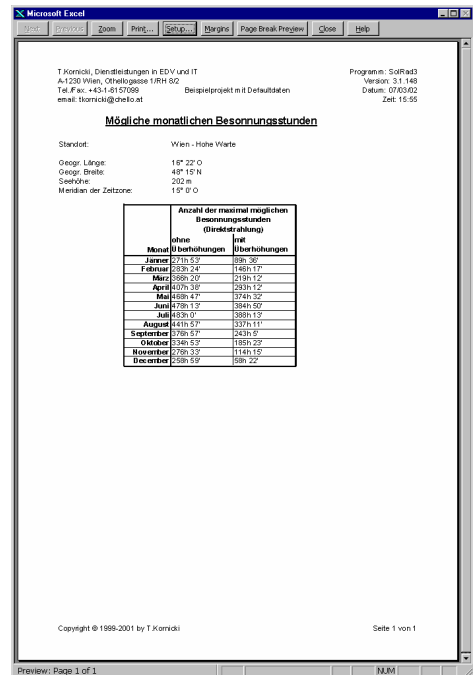 Microsoft Excel
Next Previous Zoom Print... Setup... Margins Page Break Preview Close Help
T.Kornicki, Dienstleistungen in EDV und IT Programm: SolRad3
A-1230 Wien, Othellogasse 1/RH 8/2 Version: 3.1.148
Tel./Fax. +43-1-6157099 Beispielprojekt mit Defaultdaten Datum: 07/03/02
email: tkornicki@chello.at Zeit: 15:55
Mögliche monatlichen Besonnungsstunden
Standort: Wien - Hohe Warte
Geogr. Länge: 16° 22' O
Geogr. Breite: 48° 15' N
Seehöhe: 202 m
Meridian der Zeitzone: 15° 0' O
Anzahl der maximal möglichen
Besonnungsstunden
(Direktstrahlung)
ohne mit
Monat Überhöhungen Überhöhungen
Jänner 271h 53' 89h 36'
Februar 283h 24' 146h 17'
März 366h 20' 219h 12'
April 407h 38' 293h 12'
Mai 468h 47' 374h 32'
Juni 478h 13' 384h 50'
Juli 483h 0' 388h 13'
August 441h 57' 337h 11'
September 376h 57' 243h 5'
Oktober 334h 53' 185h 23'
November 276h 33' 114h 15'
December 258h 59' 58h 22'
Copyright © 1999-2001 by T.Kornicki Seite 1 von 1
Preview: Page 1 of 1 NUM